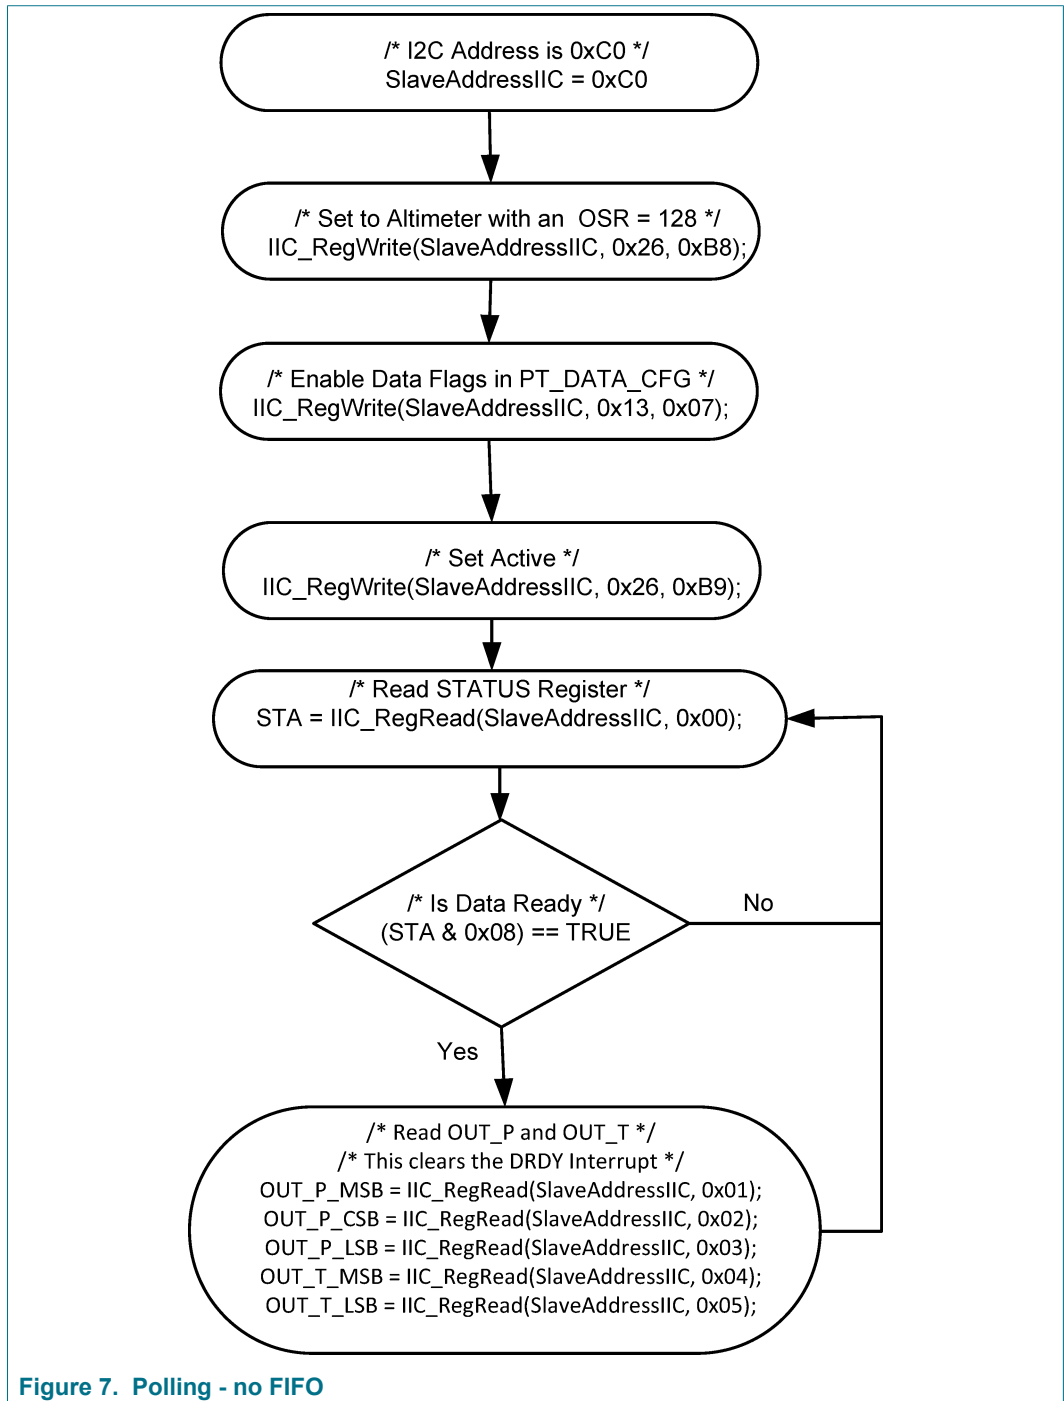 /* I2C Address is 0xC0 */
SlaveAddressIIC = 0xC0
/* Set to Altimeter with an OSR = 128 */
IIC_RegWrite(SlaveAddressIIC, 0x26, 0xB8);
/* Enable Data Flags in PT_DATA_CFG */
IIC_RegWrite(SlaveAddressIIC, 0x13, 0x07);
/* Set Active */
IIC_RegWrite(SlaveAddressIIC, 0x26, 0xB9);
/* Read STATUS Register */
STA = IIC_RegRead(SlaveAddressIIC, 0x00);
/* Is Data Ready */
(STA & 0x08) == TRUE
No
Yes
/* Read OUT_P and OUT_T */
/* This clears the DRDY Interrupt */
OUT_P_MSB = IIC_RegRead(SlaveAddressIIC, 0x01);
OUT_P_CSB = IIC_RegRead(SlaveAddressIIC, 0x02);
OUT_P_LSB = IIC_RegRead(SlaveAddressIIC, 0x03);
OUT_T_MSB = IIC_RegRead(SlaveAddressIIC, 0x04);
OUT_T_LSB = IIC_RegRead(SlaveAddressIIC, 0x05);
Figure 7. Polling - no FIFO